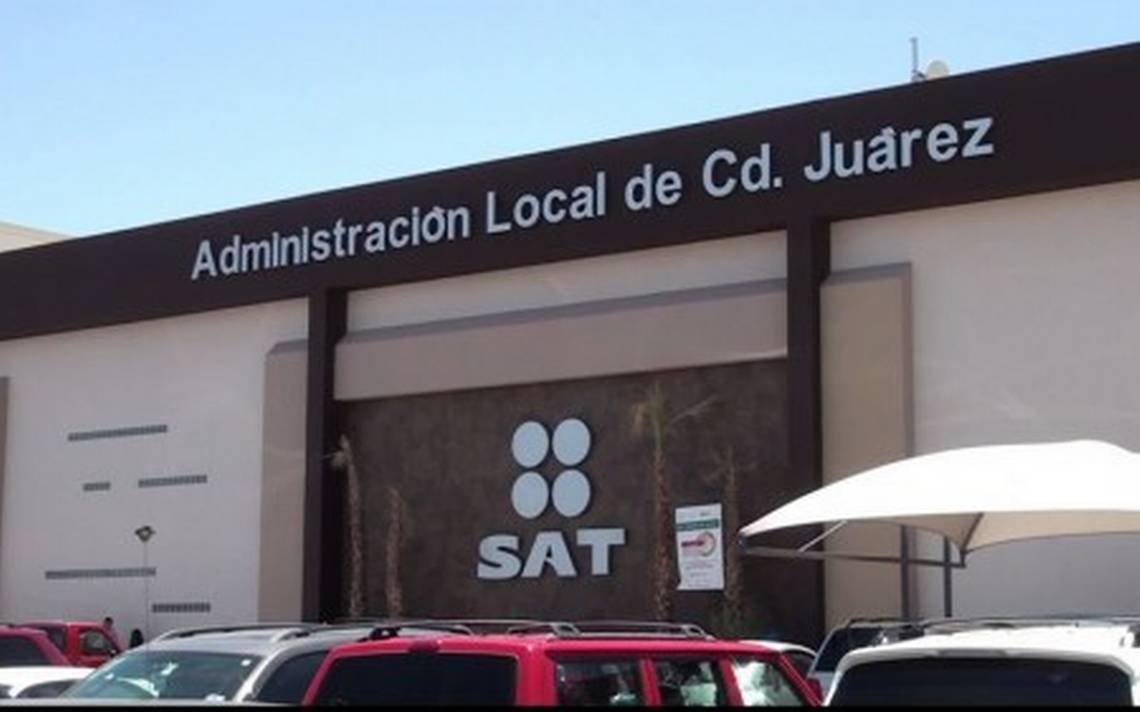 Administración Local de Cd. Juárez
SAT